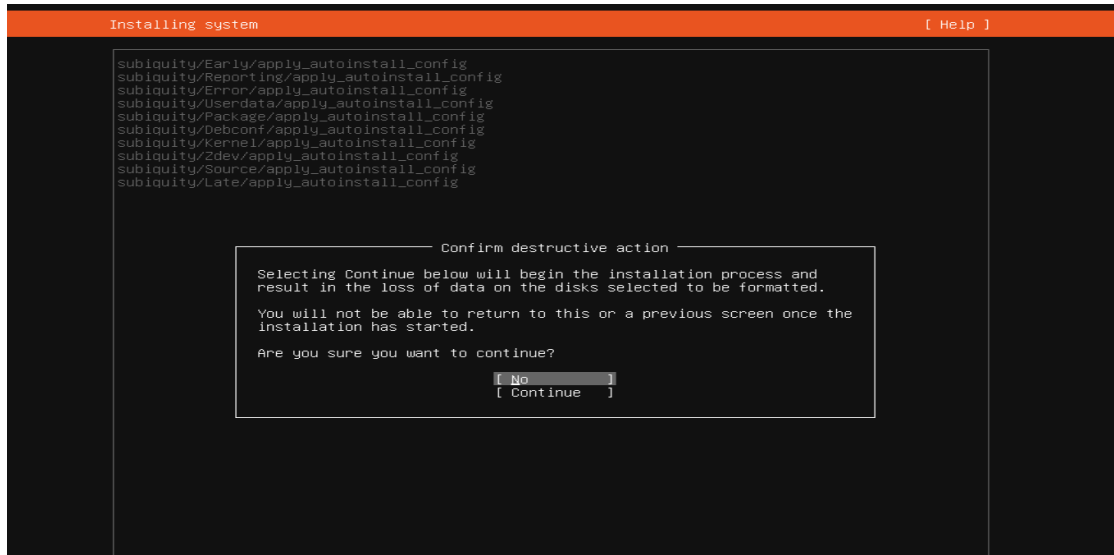 Installing system [ Help ]
subiquity/Early/apply_autoinstall_config
subiquity/Reporting/apply_autoinstall_config
subiquity/Error/apply_autoinstall_config
subiquity/Userdata/apply_autoinstall_config
subiquity/Package/apply_autoinstall_config
subiquity/Debconf/apply_autoinstall_config
subiquity/Kernel/apply_autoinstall_config
subiquity/Zdev/apply_autoinstall_config
subiquity/Source/apply_autoinstall_config
subiquity/Late/apply_autoinstall_config
Confirm destructive action
Selecting Continue below will begin the installation process and
result in the loss of data on the disks selected to be formatted.
You will not be able to return to this or a previous screen once the
installation has started.
Are you sure you want to continue?
[ No ]
[ Continue ]